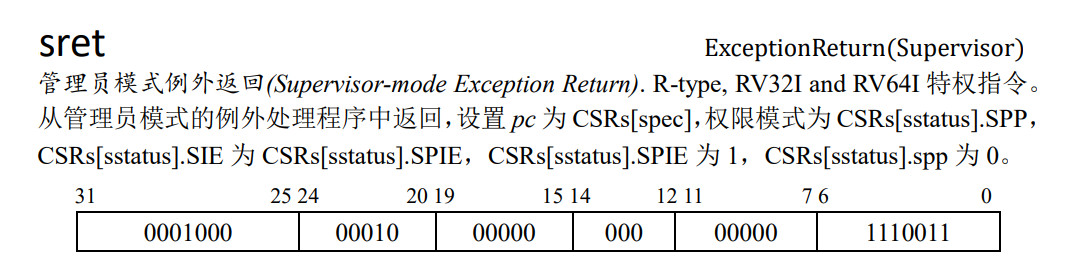 sret ExceptionReturn(Supervisor)
管理员模式例外返回(Supervisor-mode Exception Return). R-type, RV32I and RV64I 特权指令。
从管理员模式的例外处理程序中返回，设置 pc 为 CSRs[spec]，权限模式为 CSRs[sstatus].SPP，
CSRs[sstatus].SIE 为 CSRs[sstatus].SPIE，CSRs[sstatus].SPIE 为 1，CSRs[sstatus].spp 为 0。
31 25 24 20 19 15 14 12 11 7 6 0
0001000 00010 00000 000 00000 1110011